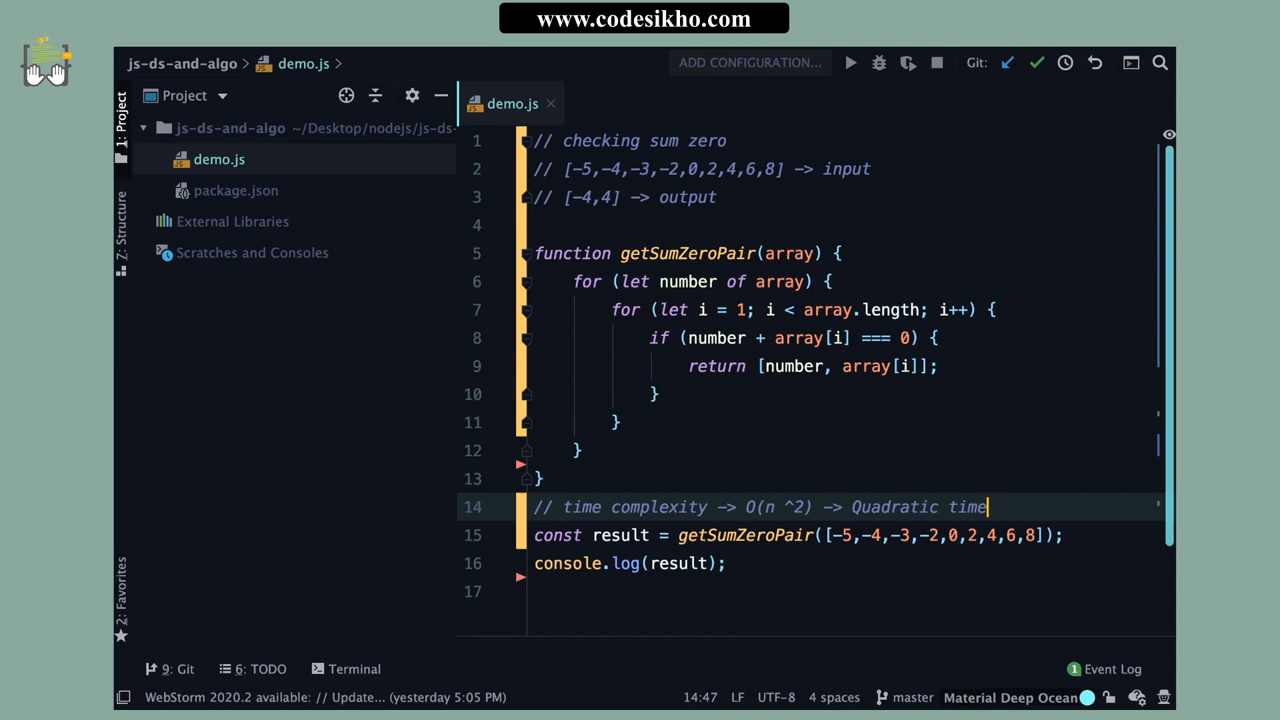 www.codesikho.com
js-ds-and-algo > demo.js >
ADD CONFIGURATION...
Git:
1: Project
Project
demo.js
js-ds-and-algo ~/Desktop/nodejs/js-ds-
demo.js
package.json
External Libraries
Scratches and Consoles
Z: Structure
2: Favorites
1 // checking sum zero
2 // [-5,-4,-3,-2,0,2,4,6,8] -> input
3 // [-4,4] -> output
4
5 function getSumZeroPair(array) {
6 for (let number of array) {
7 for (let i = 1; i < array.length; i++) {
8 if (number + array[i] === 0) {
9 return [number, array[i]];
10 }
11 }
12 }
13 }
14 // time complexity -> O(n ^2) -> Quadratic time
15 const result = getSumZeroPair([-5,-4,-3,-2,0,2,4,6,8]);
16 console.log(result);
17
9: Git
6: TODO
Terminal
1 Event Log
WebStorm 2020.2 available: // Update... (yesterday 5:05 PM)
14:47 LF UTF-8 4 spaces master Material Deep Ocean